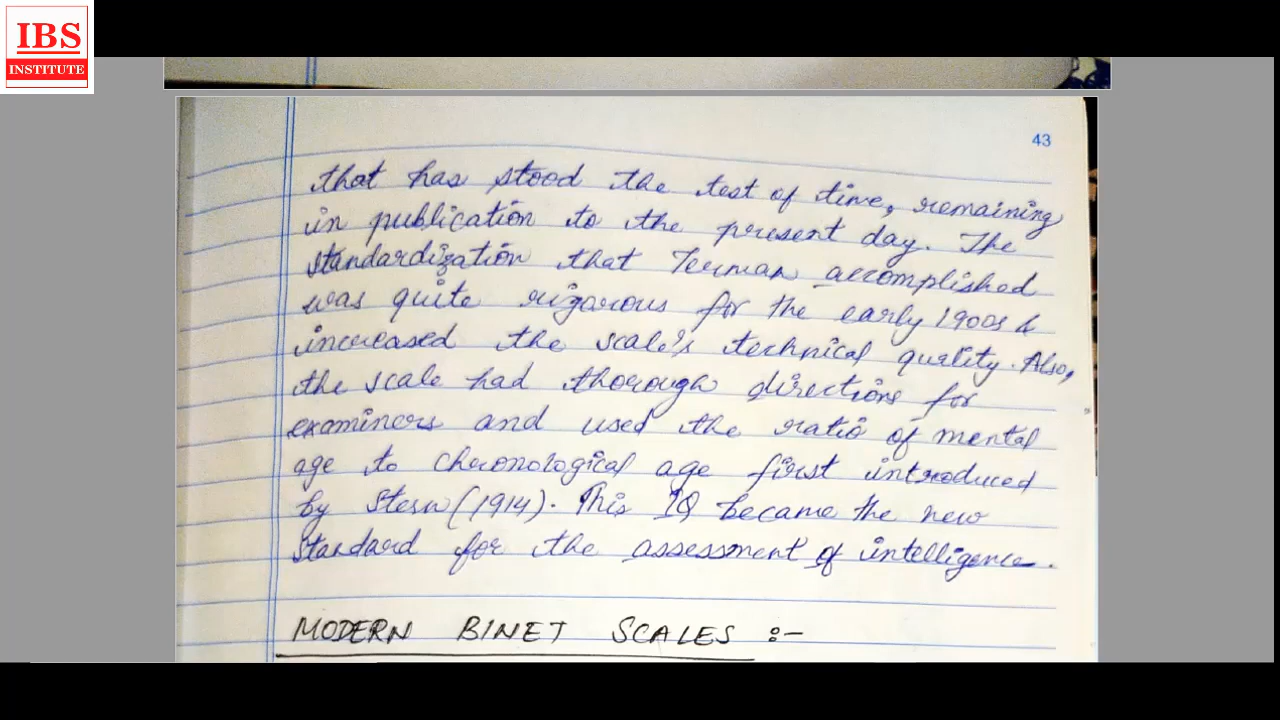 IBS
INSTITUTE
43
that has stood the test of time, remaining
in publication to the present day. The
standardization that Terman accomplished
was quite rigorous for the early 1900s &
increased the scale's technical quality. Also,
the scale had thorough directions for
examiners and used the ratio of mental
age to chronological age first introduced
by Stern (1914). This IQ became the new
standard for the assessment of intelligence.
MODERN BINET SCALES :-